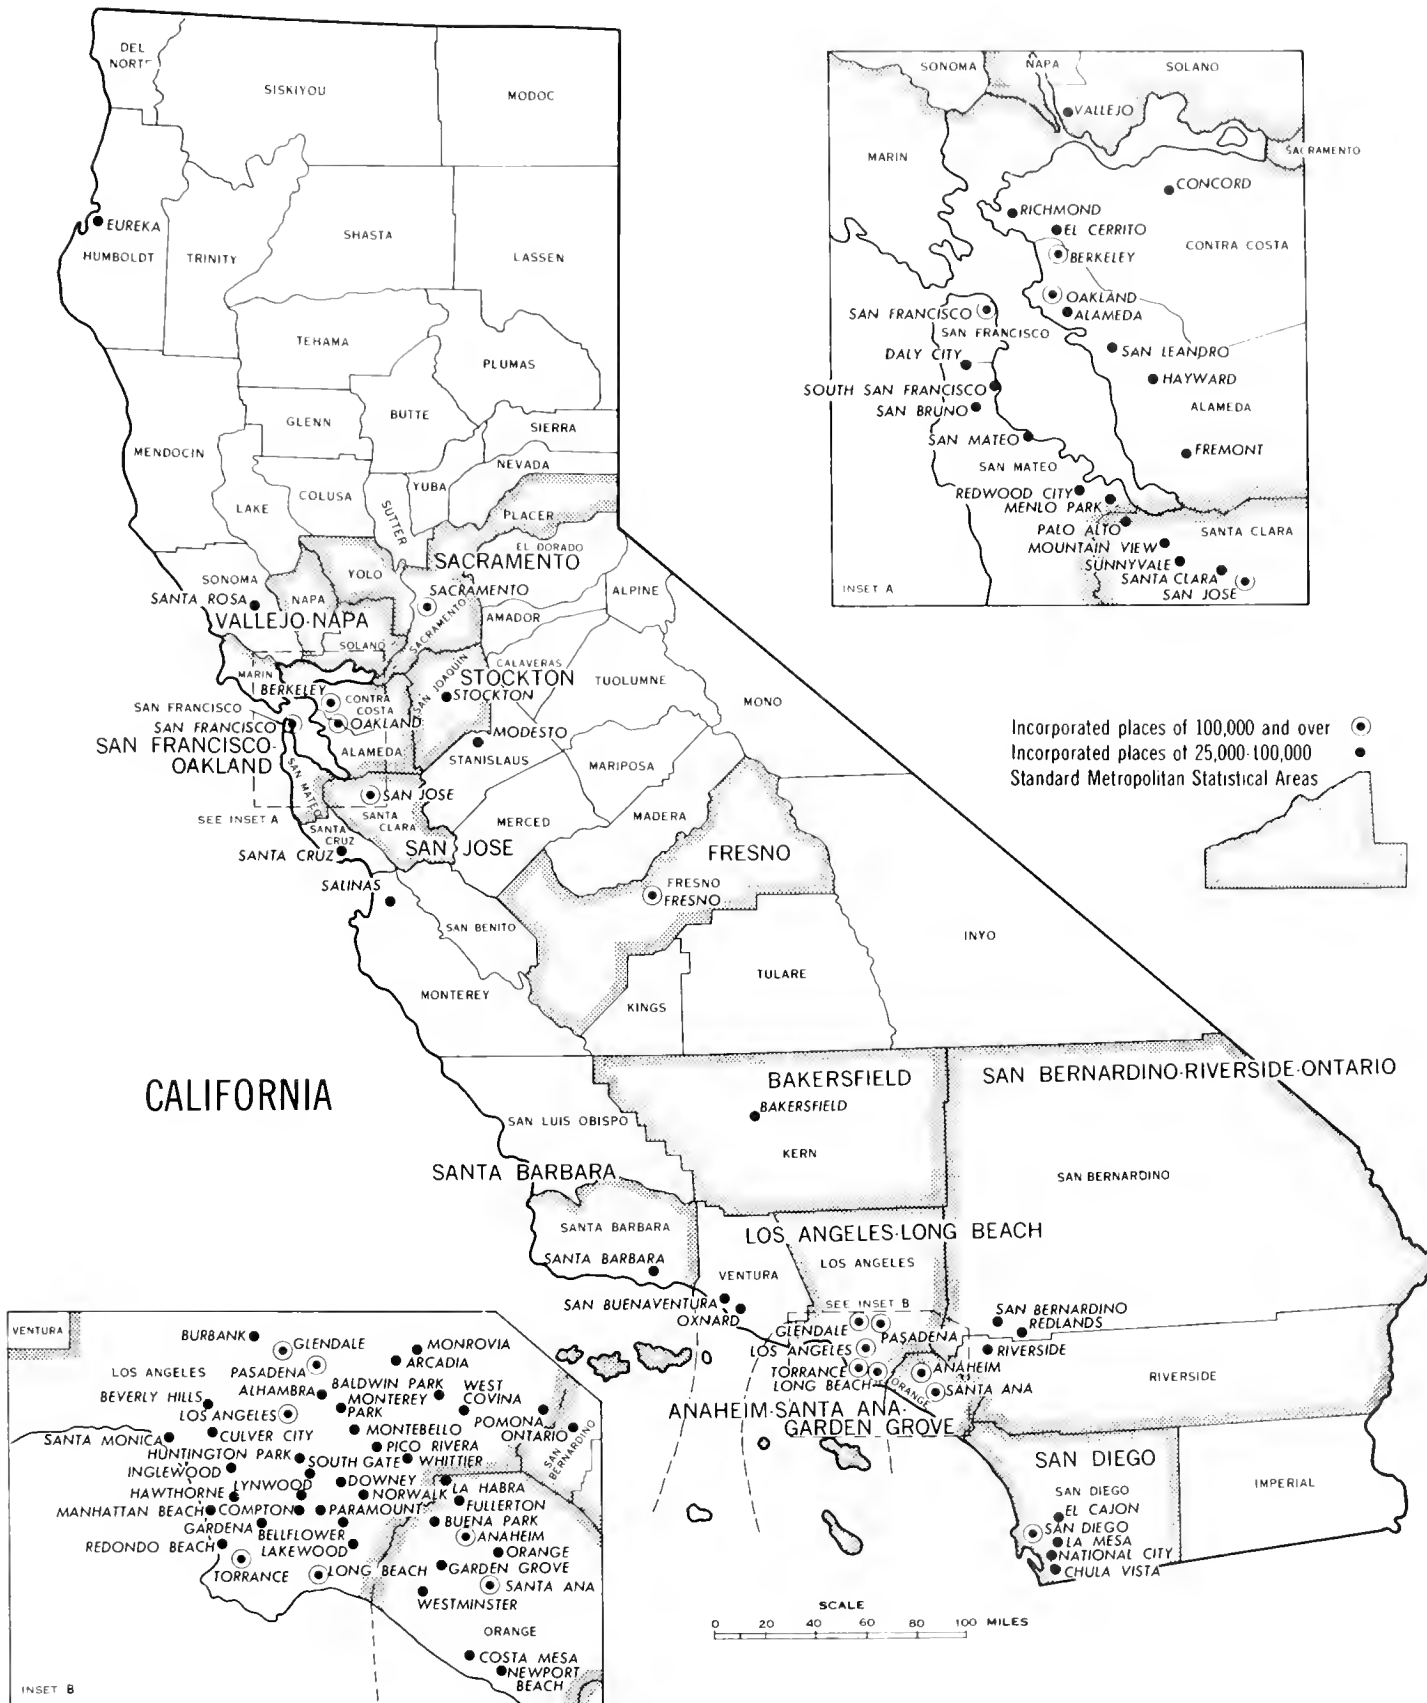 DEL
NORTE
SISKIYOU
MODOC
EUREKA
HUMBOLDT
TRINITY
SHASTA
LASSEN
TEHAMA
PLUMAS
MENDOCIN
GLENN
BUTTE
SIERRA
NEVADA
YUBA
COLUSA
LAKE
SUTTER
PLACER
EL DORADO
SACRAMENTO
YOLO
SONOMA
SANTA ROSA
NAPA
SACRAMENTO
SACRAMENTO
ALPINE
AMADOR
VALLEJO-NAPA
SOLANO
MARIN
CALAVERAS
TUOLUMNE
MONO
SAN JOAQUIN
STOCKTON
STOCKTON
BERKELEY
CONTRA
COSTA
SAN FRANCISCO
SAN FRANCISCO
OAKLAND
SAN FRANCISCO-
OAKLAND
ALAMEDA
MODESTO
STANISLAUS
MARIPOSA
SAN MATEO
SAN JOSE
SEE INSET A
SANTA
CLARA
SANTA
CRUZ
SANTA CRUZ
SAN JOSE
MERCED
MADERA
FRESNO
FRESNO
FRESNO
SALINAS
SAN BENITO
INYO
TULARE
KINGS
MONTEREY
CALIFORNIA
BAKERSFIELD
BAKERSFIELD
KERN
SAN BERNARDINO-RIVERSIDE-ONTARIO
SAN BERNARDINO
SAN LUIS OBISPO
SANTA BARBARA
SANTA BARBARA
SANTA BARBARA
LOS ANGELES-LONG BEACH
LOS ANGELES
VENTURA
SAN BUENAVENTURA
OXNARD
SEE INSET B
GLENDALE
PASADENA
LOS ANGELES
TORRANCE
LONG BEACH
ORANGE
ANAHEIM
SANTA ANA
SAN BERNARDINO
REDLANDS
RIVERSIDE
RIVERSIDE
ANAHEIM-SANTA ANA-
GARDEN GROVE
SAN DIEGO
SAN DIEGO
EL CAJON
SAN DIEGO
LA MESA
NATIONAL CITY
CHULA VISTA
IMPERIAL
SCALE
0 20 40 60 80 100 MILES
Incorporated places of 100,000 and over
Incorporated places of 25,000-100,000
Standard Metropolitan Statistical Areas
SONOMA
NAPA
SOLANO
VALLEJO
MARIN
SACRAMENTO
CONCORD
RICHMOND
EL CERRITO
CONTRA COSTA
BERKELEY
OAKLAND
ALAMEDA
SAN FRANCISCO
SAN FRANCISCO
SAN LEANDRO
DALY CITY
HAYWARD
SOUTH SAN FRANCISCO
SAN BRUNO
ALAMEDA
SAN MATEO
FREMONT
SAN MATEO
REDWOOD CITY
MENLO PARK
PALO ALTO
SANTA CLARA
MOUNTAIN VIEW
SUNNYVALE
SANTA CLARA
SAN JOSE
INSET A
VENTURA
BURBANK
GLENDALE
MONROVIA
ARCADIA
LOS ANGELES
PASADENA
ALHAMBRA
BALDWIN PARK
WEST
COVINA
BEVERLY HILLS
MONTEREY
PARK
LOS ANGELES
POMONA
ONTARIO
SANTA MONICA
CULVER CITY
MONTEBELLO
PICO RIVERA
HUNTINGTON PARK
SOUTH GATE
WHITTIER
SAN
BERNARDINO
INGLEWOOD
LYNWOOD
DOWNEY
LA HABRA
HAWTHORNE
NORWALK
FULLERTON
MANHATTAN BEACH
COMPTON
PARAMOUNT
BUENA PARK
GARDENA
BELLFLOWER
ANAHEIM
REDONDO BEACH
LAKEWOOD
ORANGE
TORRANCE
LONG BEACH
GARDEN GROVE
SANTA ANA
WESTMINSTER
ORANGE
COSTA MESA
NEWPORT
BEACH
INSET B